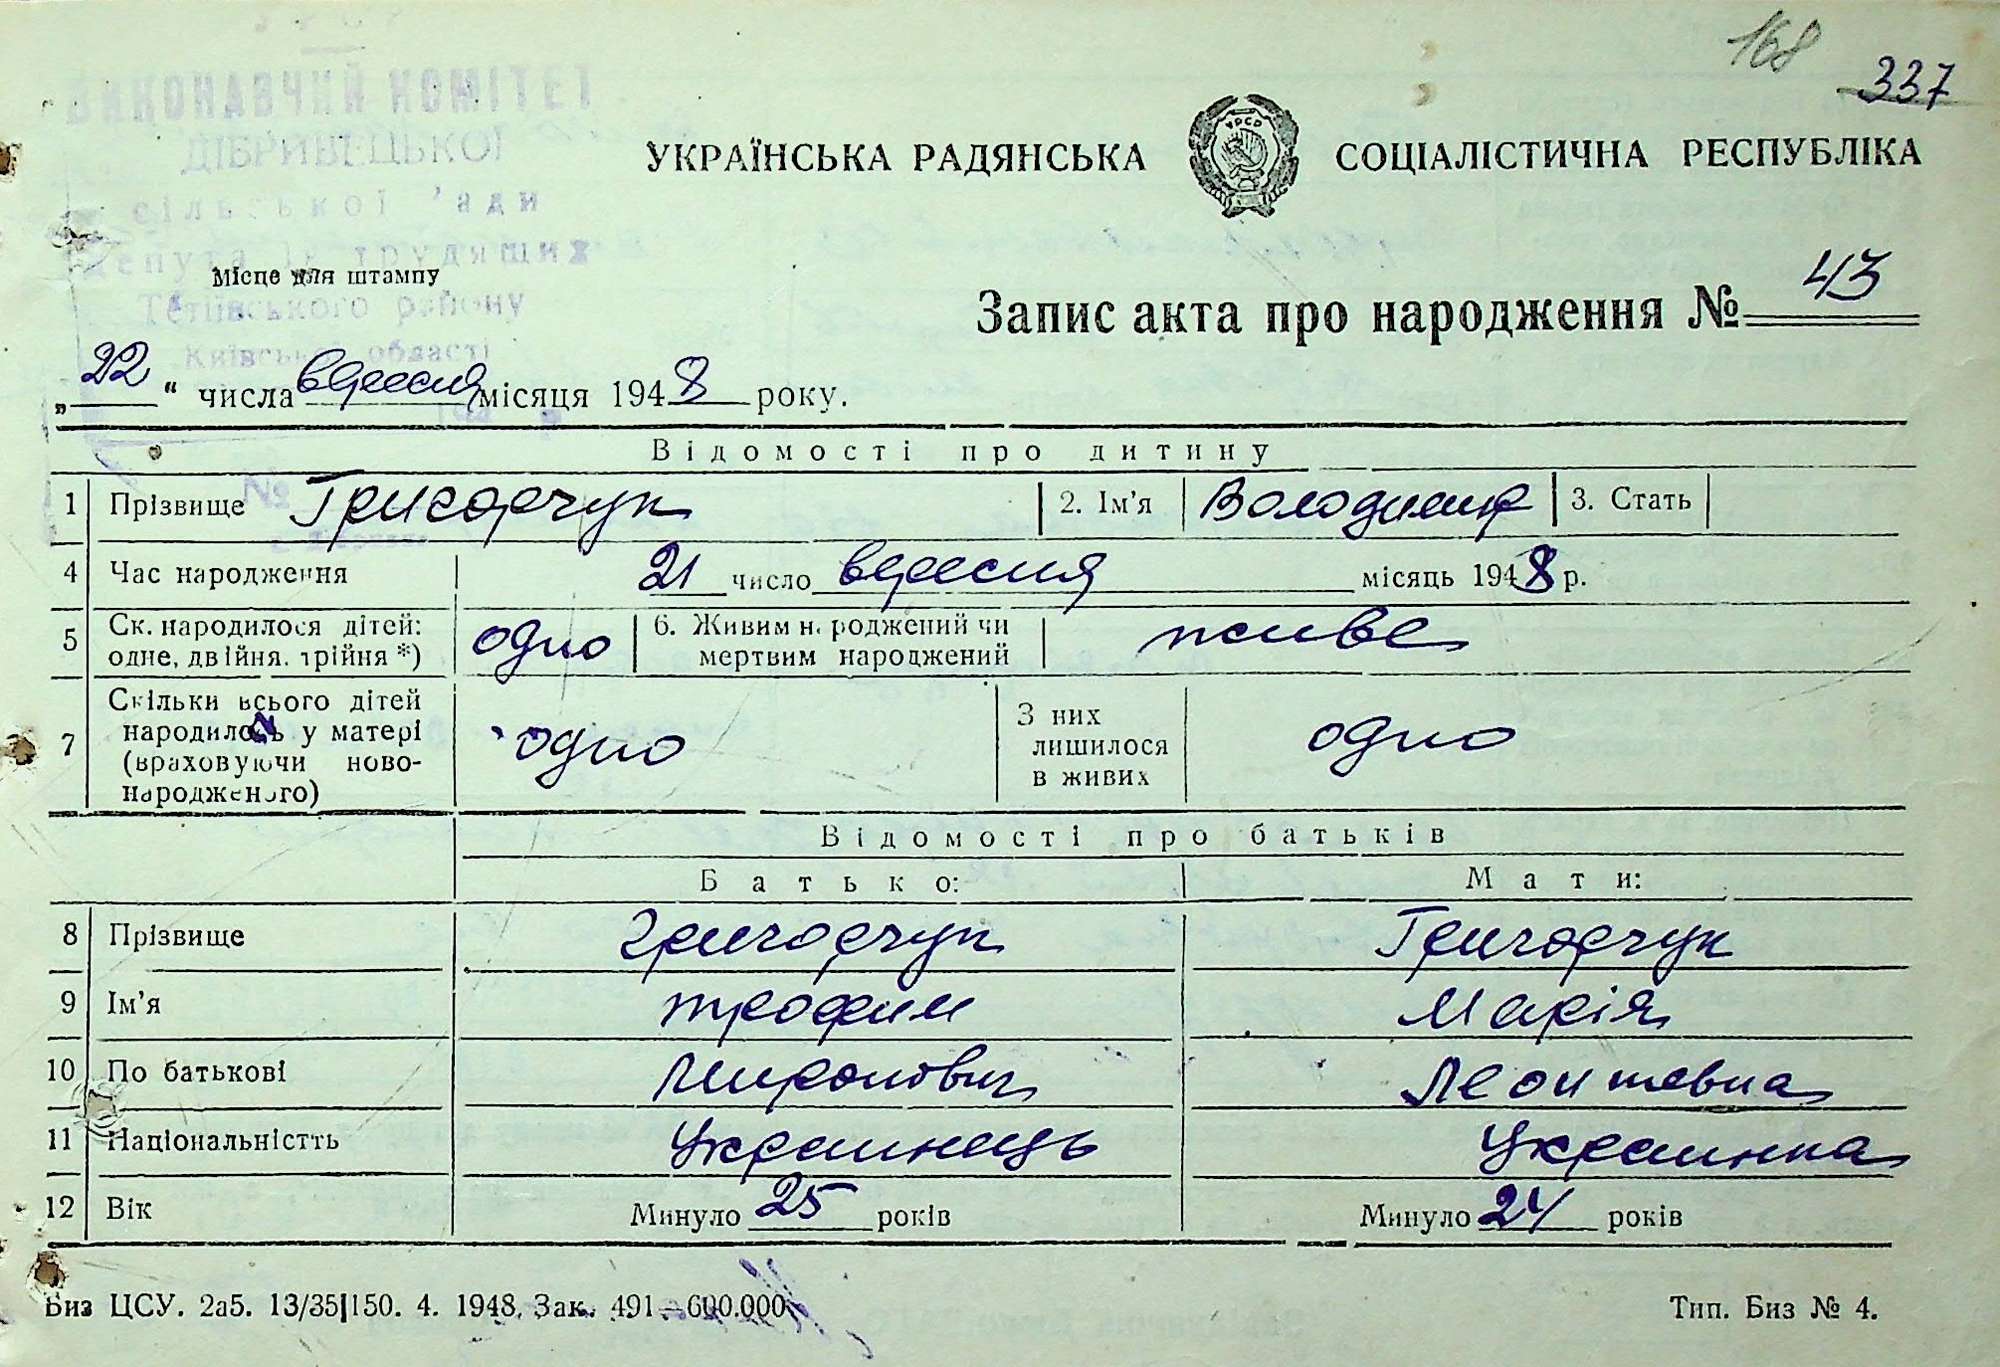 168
337
ВИКОНАВЧИЙ КОМІТЕТ
ДІБРИВЕЦЬКОЇ
сільської ради
депутатів трудящих
Тетіївського району
Київської області
№
УКРАЇНСЬКА РАДЯНСЬКА СОЦІАЛІСТИЧНА РЕСПУБЛІКА
УРСР
Місце для штампу
Запис акта про народження № 43
„22“ числа вересня місяця 1948 року.
Відомості про дитину
1 Прізвище Григорчук 2. Ім'я Володимир 3. Стать
4 Час народження 21 число вересня місяць 1948 р.
5 Ск. народилося дітей: одно 6. Живим народжений чи живе
одне, двійня, трійня *) мертвим народжений
7 Скільки всього дітей
народилось у матері
(враховуючи ново-
народженого) одно
З них
лишилося
в живих одно
Відомості про батьків
Батько: Мати:
8 Прізвище Григорчук Григорчук
9 Ім'я Трофим Марія
10 По батькові Миронович Леонтевна
11 Національністть Украинець Украинка
12 Вік Минуло 25 років Минуло 24 років
Биз ЦСУ. 2а5. 13/35|150. 4. 1948. Зак. 491—600.000 Тип. Биз № 4.